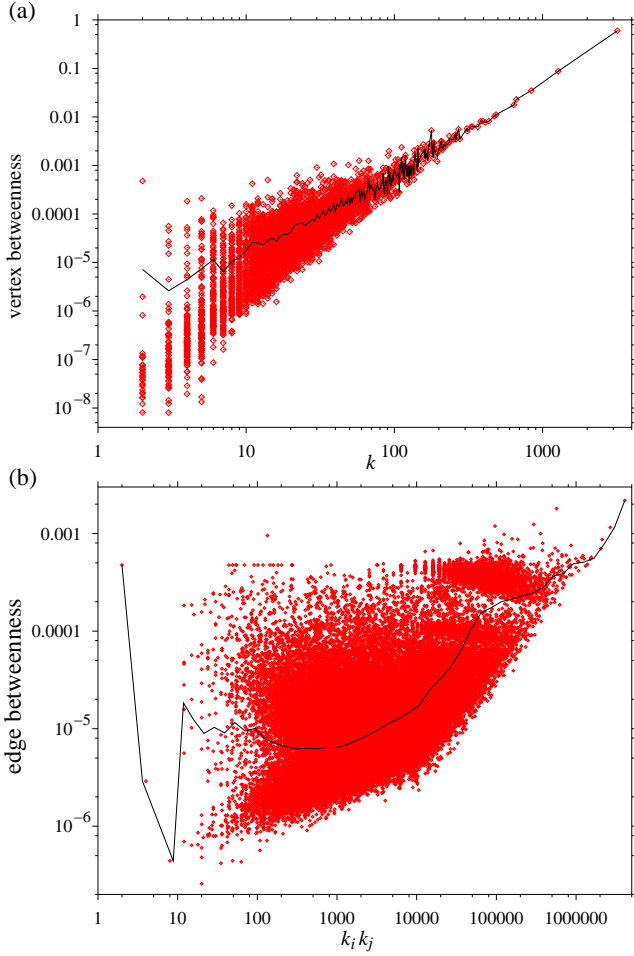 (a)
1
0.1
0.01
0.001
0.0001
10⁻⁵
10⁻⁶
10⁻⁷
10⁻⁸
vertex betweenness
1 10 100 1000
k
(b)
0.001
0.0001
10⁻⁵
10⁻⁶
edge betweenness
1 10 100 1000 10000 100000 1000000
kᵢ kⱼ